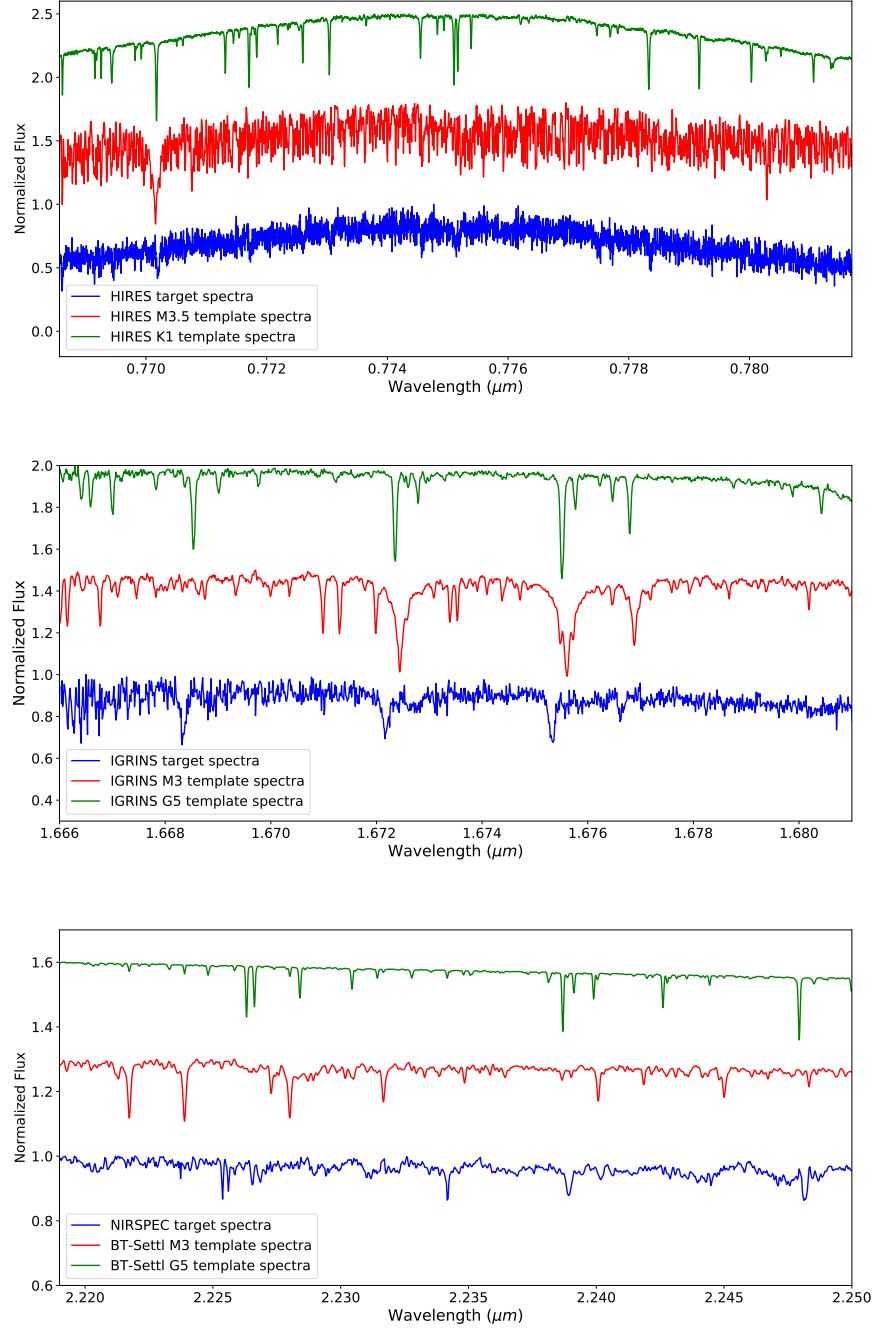 2.5
2.0
1.5
1.0
0.5
0.0
Normalized Flux
HIRES target spectra
HIRES M3.5 template spectra
HIRES K1 template spectra
0.770 0.772 0.774 0.776 0.778 0.780
Wavelength (μm)
2.0
1.8
1.6
1.4
1.2
1.0
0.8
0.6
0.4
Normalized Flux
IGRINS target spectra
IGRINS M3 template spectra
IGRINS G5 template spectra
1.666 1.668 1.670 1.672 1.674 1.676 1.678 1.680
Wavelength (μm)
1.6
1.4
1.2
1.0
0.8
0.6
Normalized Flux
NIRSPEC target spectra
BT-Settl M3 template spectra
BT-Settl G5 template spectra
2.220 2.225 2.230 2.235 2.240 2.245 2.250
Wavelength (μm)